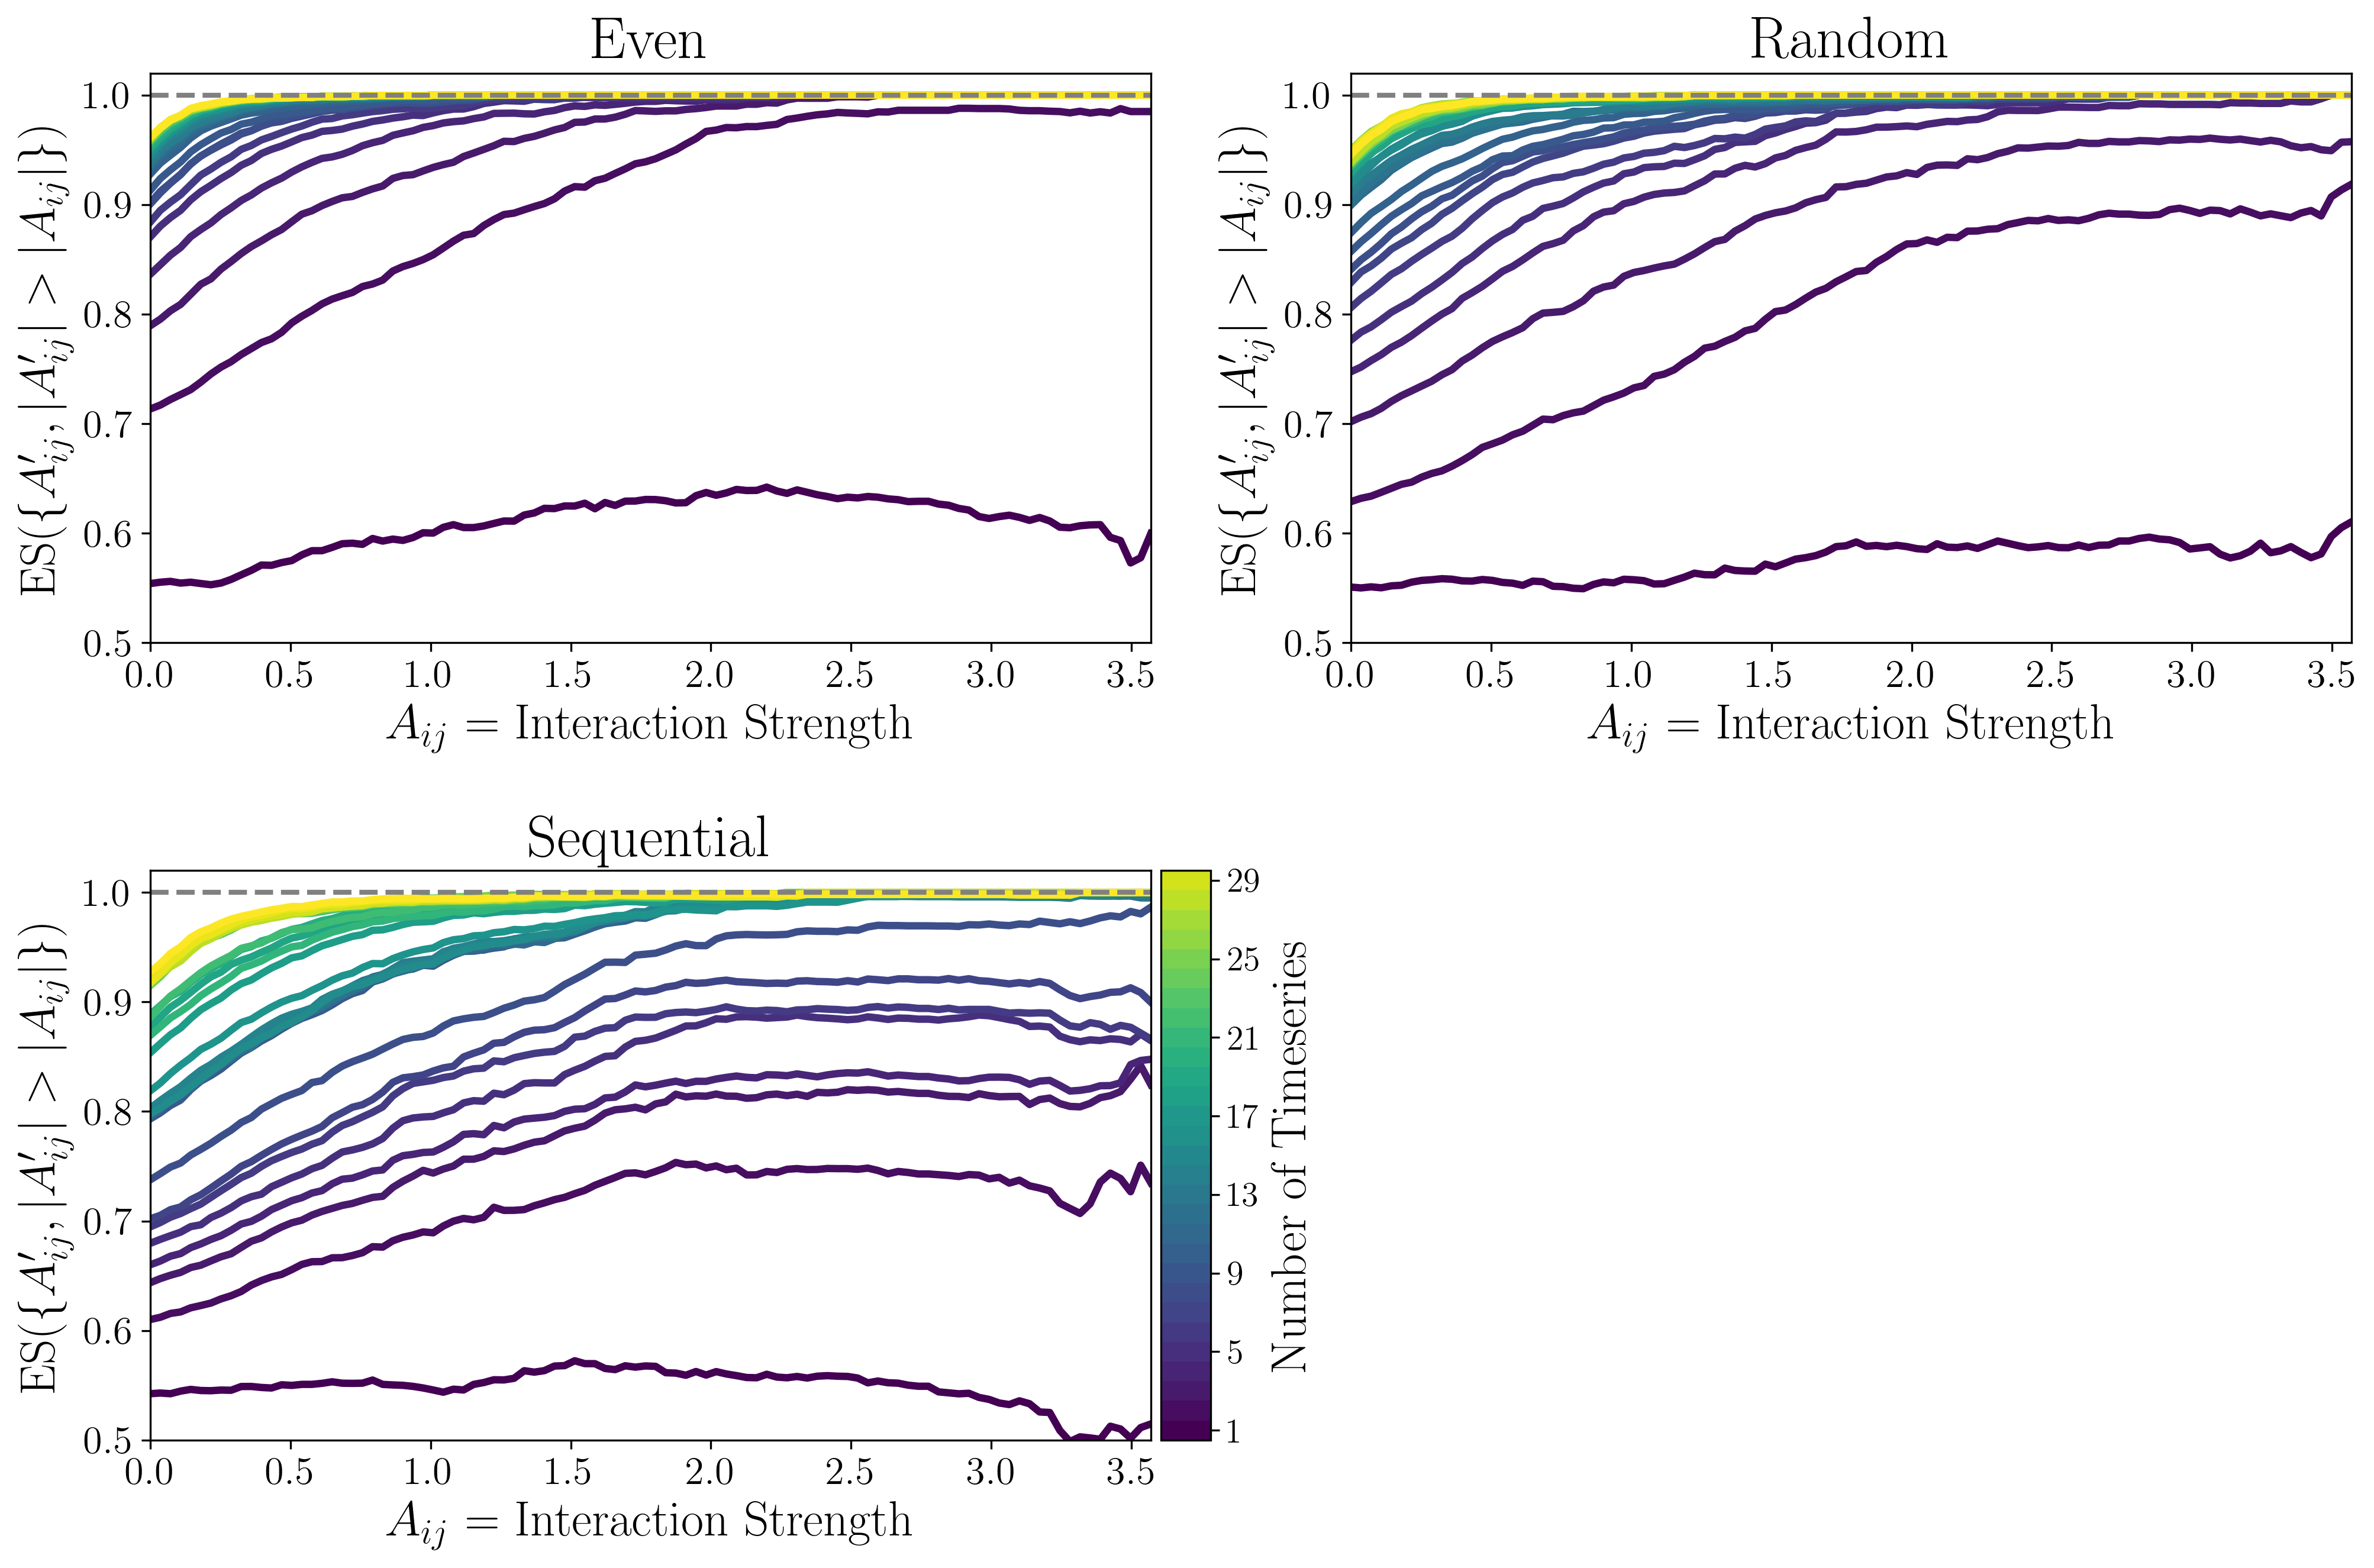 Even
1.0
0.9
0.8
0.7
0.6
0.5
ES({A′ij, |A′ij| > |Aij|})
0.0 0.5 1.0 1.5 2.0 2.5 3.0 3.5
Aij = Interaction Strength
Random
1.0
0.9
0.8
0.7
0.6
0.5
ES({A′ij, |A′ij| > |Aij|})
0.0 0.5 1.0 1.5 2.0 2.5 3.0 3.5
Aij = Interaction Strength
Sequential
1.0
0.9
0.8
0.7
0.6
0.5
ES({A′ij, |A′ij| > |Aij|})
0.0 0.5 1.0 1.5 2.0 2.5 3.0 3.5
Aij = Interaction Strength
29
25
21
17
13
9
5
1
Number of Timeseries